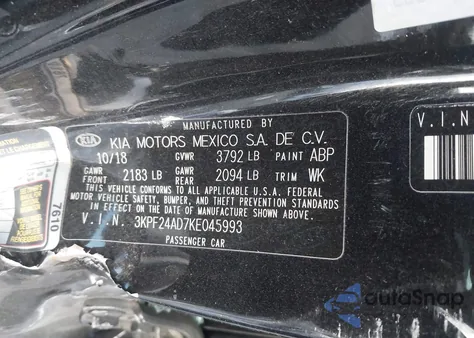 MANUFACTURED BY
KIA KIA MOTORS MEXICO S.A. DE C.V.
10/18 GVWR 3792 LB PAINT ABP
GAWR FRONT 2183 LB GAWR REAR 2094 LB TRIM WK
THIS VEHICLE CONFORMS TO ALL APPLICABLE U.S.A. FEDERAL
MOTOR VEHICLE SAFETY, BUMPER, AND THEFT PREVENTION STANDARDS
IN EFFECT ON THE DATE OF MANUFACTURE SHOWN ABOVE.
V.I.N. 3KPF24AD7KE045993
PASSENGER CAR
7610
V.I.N
autoSnap